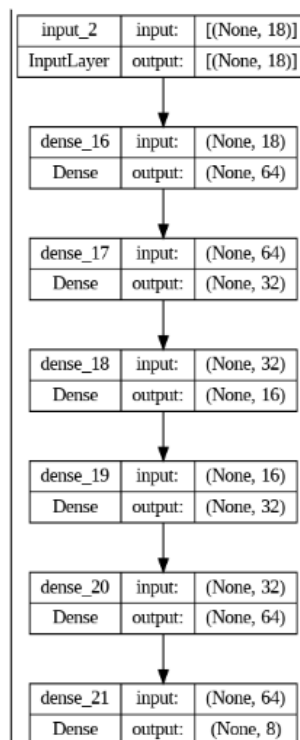 input_2 input: [(None, 18)]
InputLayer output: [(None, 18)]
dense_16 input: (None, 18)
Dense output: (None, 64)
dense_17 input: (None, 64)
Dense output: (None, 32)
dense_18 input: (None, 32)
Dense output: (None, 16)
dense_19 input: (None, 16)
Dense output: (None, 32)
dense_20 input: (None, 32)
Dense output: (None, 64)
dense_21 input: (None, 64)
Dense output: (None, 8)